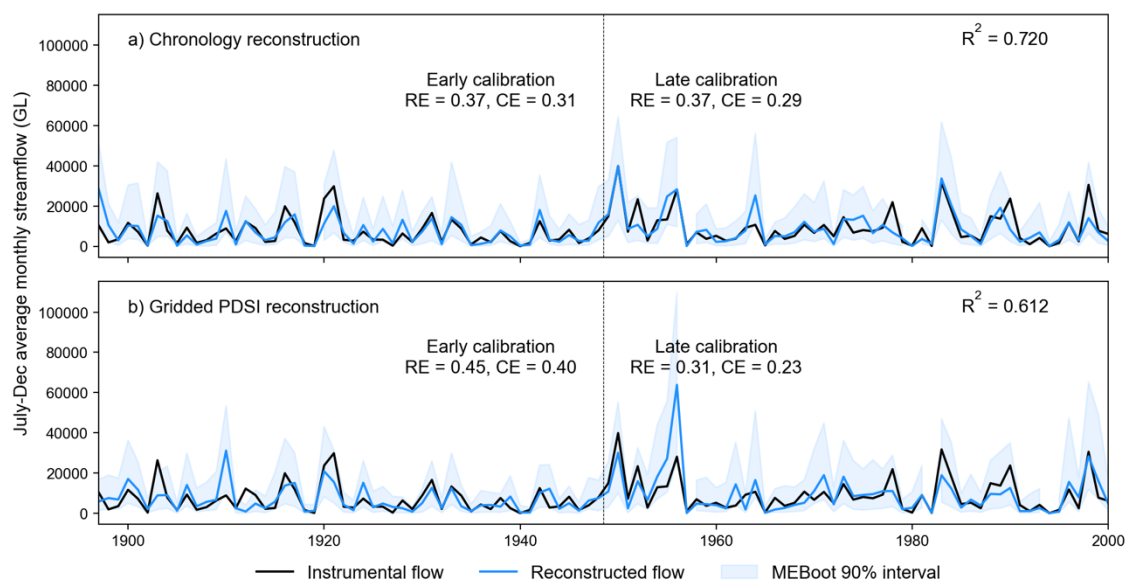 a) Chronology reconstruction
R² = 0.720
Early calibration
RE = 0.37, CE = 0.31
Late calibration
RE = 0.37, CE = 0.29
100000
80000
60000
40000
20000
0
July-Dec average monthly streamflow (GL)
b) Gridded PDSI reconstruction
R² = 0.612
Early calibration
RE = 0.45, CE = 0.40
Late calibration
RE = 0.31, CE = 0.23
100000
80000
60000
40000
20000
0
1900 1920 1940 1960 1980 2000
Instrumental flow Reconstructed flow MEBoot 90% interval